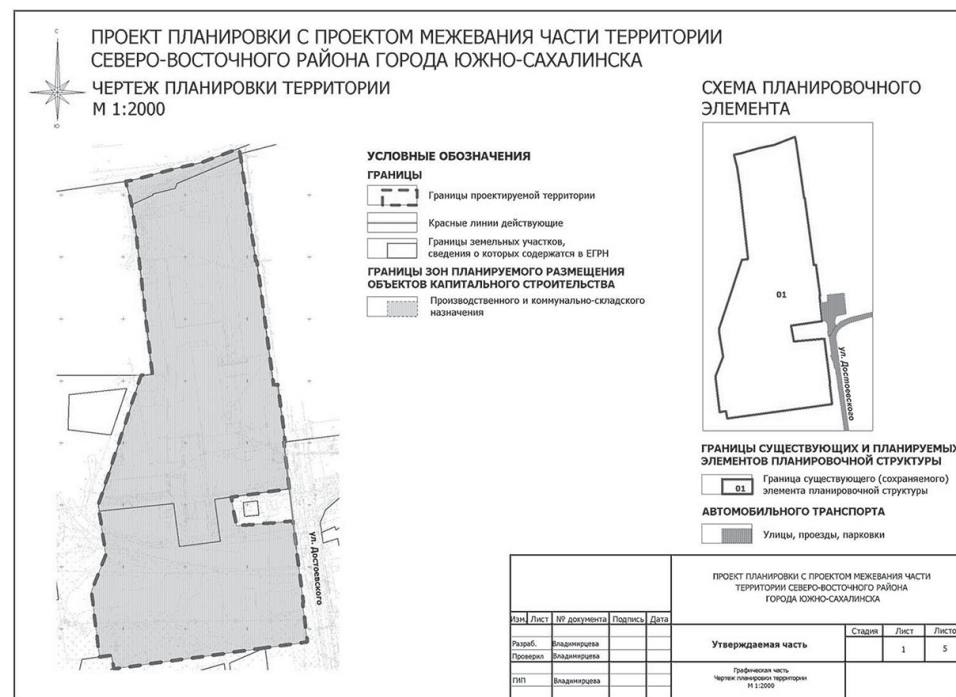 С
Ю
ПРОЕКТ ПЛАНИРОВКИ С ПРОЕКТОМ МЕЖЕВАНИЯ ЧАСТИ ТЕРРИТОРИИ
СЕВЕРО-ВОСТОЧНОГО РАЙОНА ГОРОДА ЮЖНО-САХАЛИНСКА
ЧЕРТЕЖ ПЛАНИРОВКИ ТЕРРИТОРИИ
М 1:2000
УСЛОВНЫЕ ОБОЗНАЧЕНИЯ
ГРАНИЦЫ
Границы проектируемой территории
Красные линии действующие
Границы земельных участков,
сведения о которых содержатся в ЕГРН
ГРАНИЦЫ ЗОН ПЛАНИРУЕМОГО РАЗМЕЩЕНИЯ
ОБЪЕКТОВ КАПИТАЛЬНОГО СТРОИТЕЛЬСТВА
Производственного и коммунально-складского
назначения
ул. Достоевского
СХЕМА ПЛАНИРОВОЧНОГО
ЭЛЕМЕНТА
01
ул. Достоевского
ГРАНИЦЫ СУЩЕСТВУЮЩИХ И ПЛАНИРУЕМЫХ
ЭЛЕМЕНТОВ ПЛАНИРОВОЧНОЙ СТРУКТУРЫ
01
Граница существующего (сохраняемого)
элемента планировочной структуры
АВТОМОБИЛЬНОГО ТРАНСПОРТА
Улицы, проезды, парковки
ПРОЕКТ ПЛАНИРОВКИ С ПРОЕКТОМ МЕЖЕВАНИЯ ЧАСТИ
ТЕРРИТОРИИ СЕВЕРО-ВОСТОЧНОГО РАЙОНА
ГОРОДА ЮЖНО-САХАЛИНСКА
Изм. Лист № документа Подпись Дата
Разраб. Владимирцева
Проверил Владимирцева
ГИП Владимирцева
Утверждаемая часть
Стадия Лист Листо
1 5
Графическая часть
Чертеж планировки территории
М 1:2000